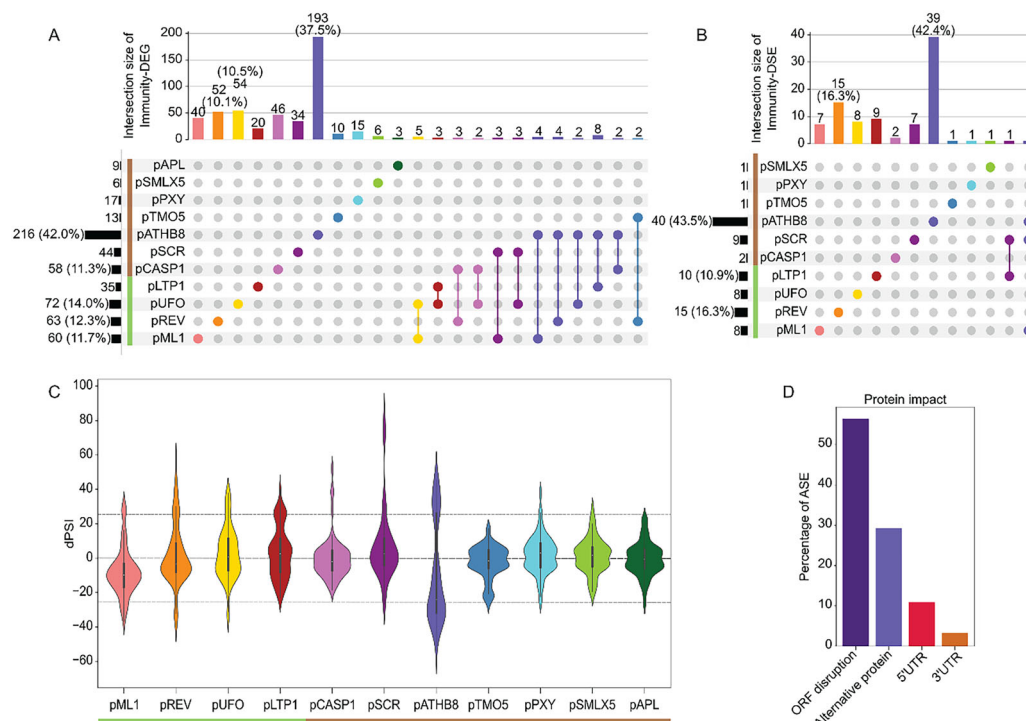 A
Intersection size of
Immunity-DEG
200
150
100
50
0
40
52
(10.1%)
(10.5%)
54
20
46
34
193
(37.5%)
10
15
6
3
5
3
3
2
3
4
4
2
8
2
2
9 pAPL
6 pSMLX5
17 pPXY
13 pTMO5
216 (42.0%) pATHB8
44 pSCR
58 (11.3%) pCASP1
35 pLTP1
72 (14.0%) pUFO
63 (12.3%) pREV
60 (11.7%) pML1
B
Intersection size of
Immunity-DSE
40
30
20
10
0
7
15
(16.3%)
8
9
2
7
39
(42.4%)
1
1
1
1
1 pSMLX5
1 pPXY
1 pTMO5
40 (43.5%) pATHB8
9 pSCR
2 pCASP1
10 (10.9%) pLTP1
8 pUFO
15 (16.3%) pREV
8 pML1
C
dPSI
100
80
60
40
20
0
−20
−40
−60
pML1 pREV pUFO pLTP1 pCASP1 pSCR pATHB8 pTMO5 pPXY pSMLX5 pAPL
D
Protein impact
Percentage of ASE
50
40
30
20
10
0
ORF disruption
Alternative protein
5'UTR
3'UTR